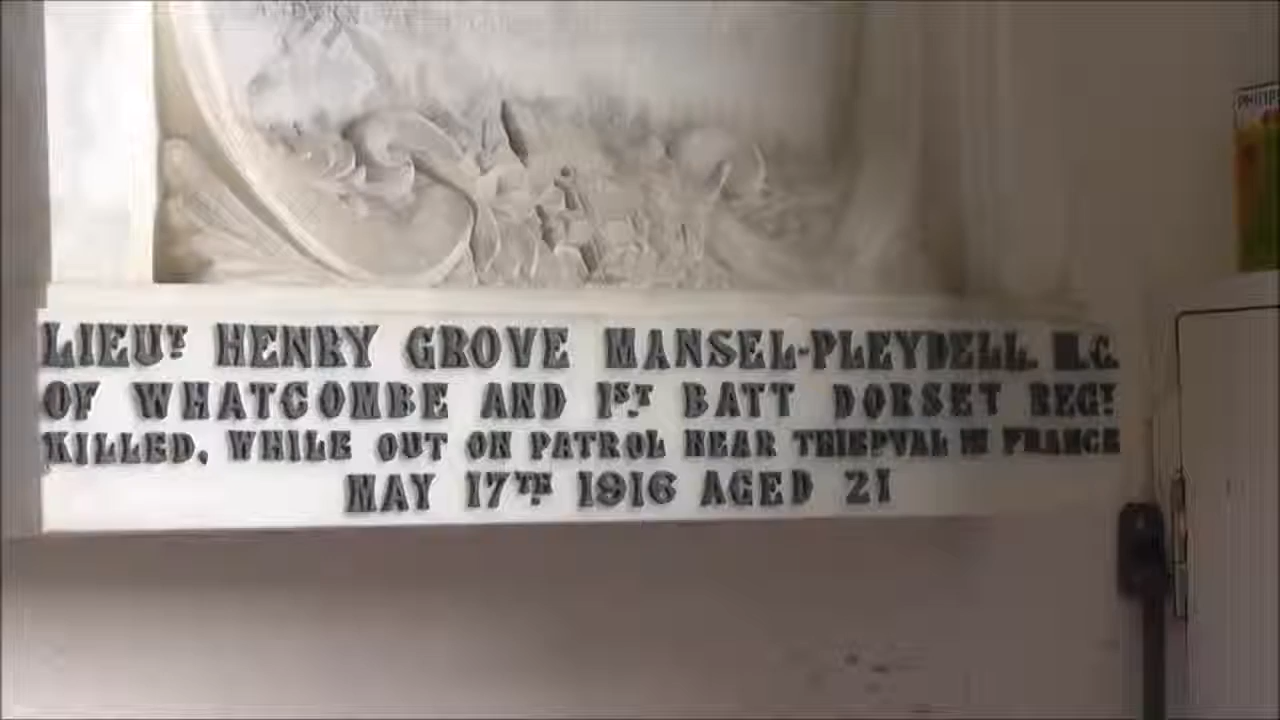 LIEUT HENRY GROVE MANSEL-PLEYDELL. M.C.
OF WHATCOMBE AND 1ST BATT DORSET REGT
KILLED, WHILE OUT ON PATROL NEAR THIEPVAL IN FRANCE
MAY 17TH 1916 AGED 21
PHILIPS